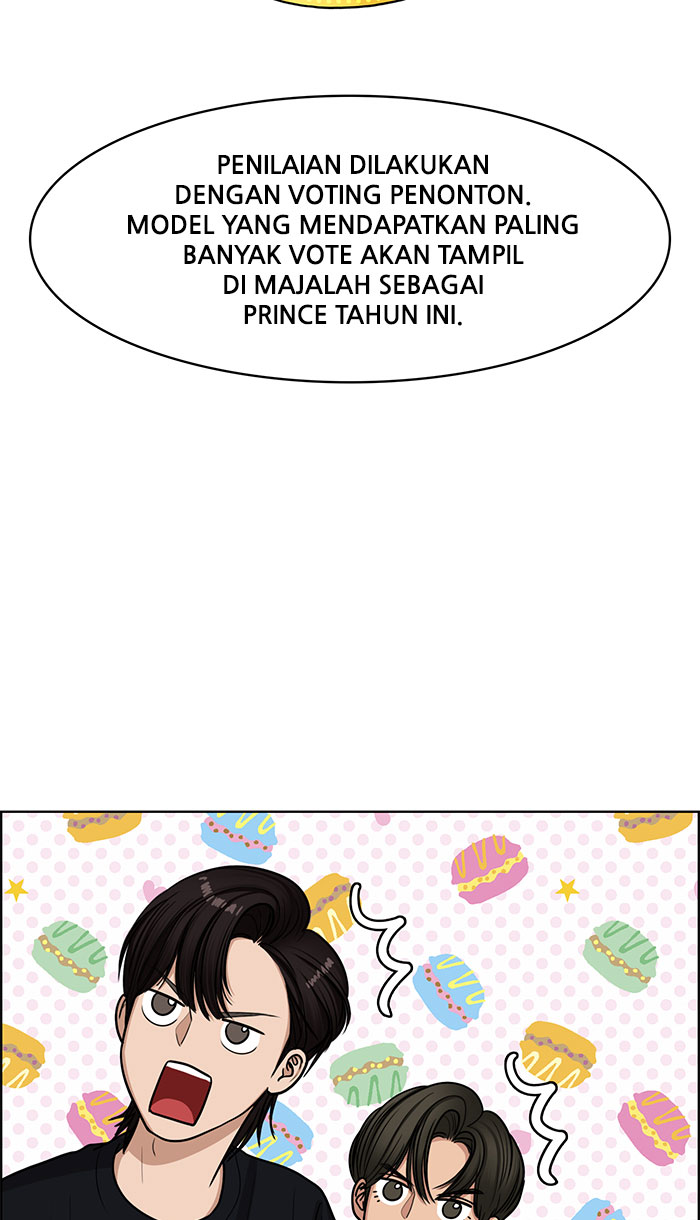 PENILAIAN DILAKUKAN
DENGAN VOTING PENONTON.
MODEL YANG MENDAPATKAN PALING
BANYAK VOTE AKAN TAMPIL
DI MAJALAH SEBAGAI
PRINCE TAHUN INI.